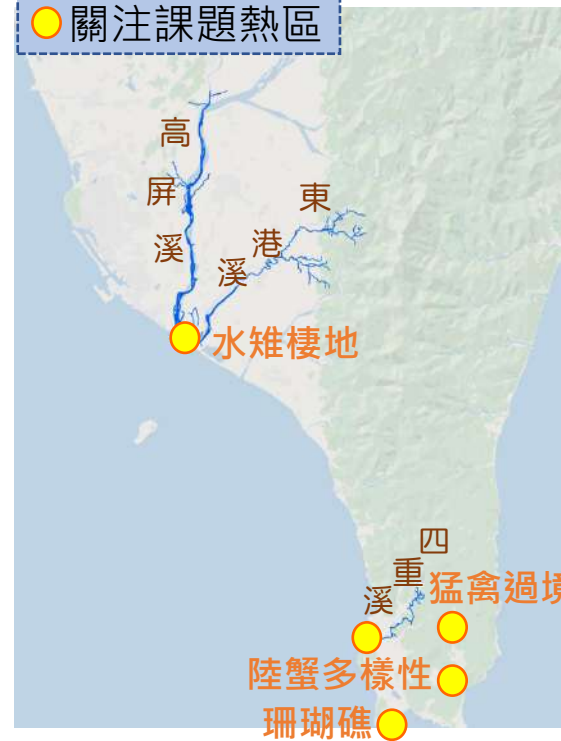 關注課題熱區
高屏溪
東港溪
水雉棲地
四重溪
猛禽過境
陸蟹多樣性
珊瑚礁